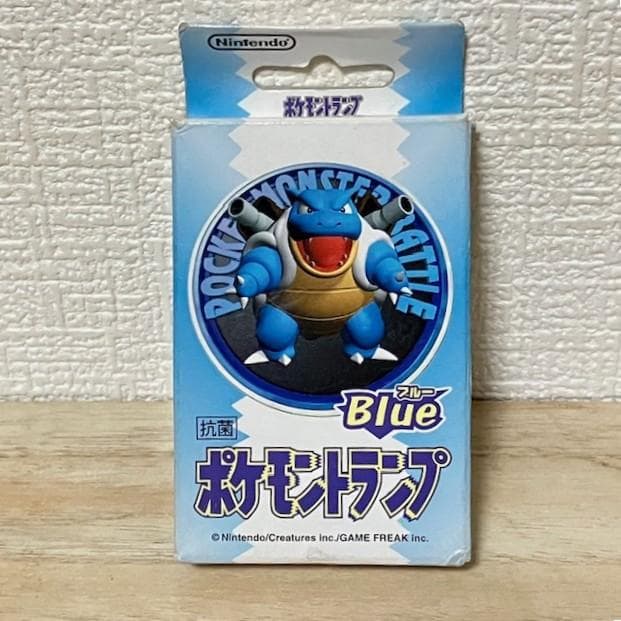 Nintendo
ポケモントランプ
POCKET MONSTER BATTLE
ブルー
Blue
抗菌
ポケモントランプ
© Nintendo/Creatures inc./GAME FREAK inc.